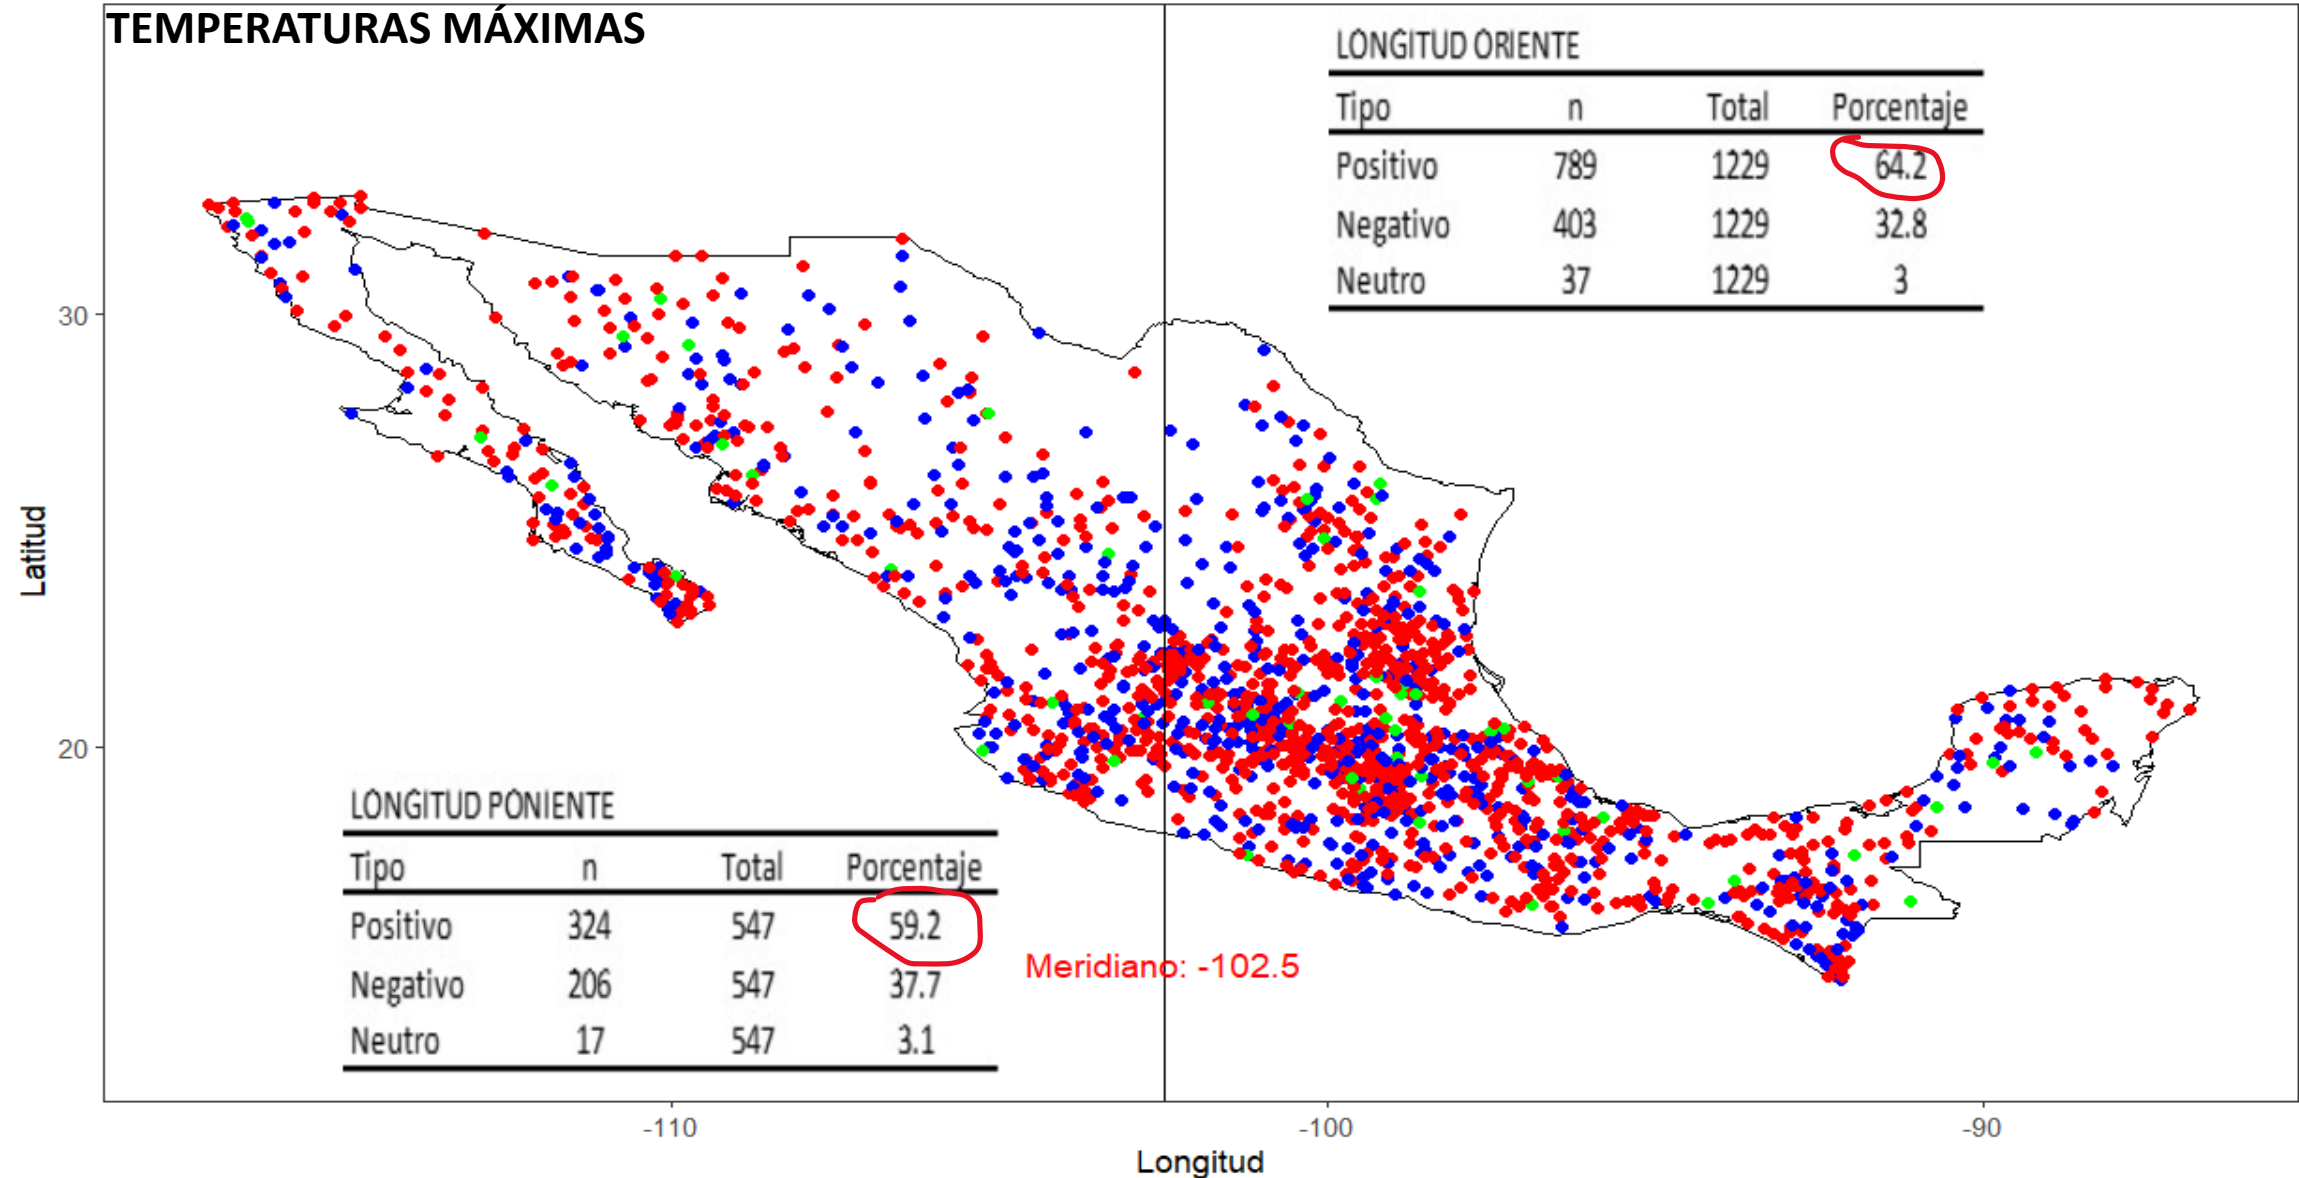 TEMPERATURAS MÁXIMAS
LONGITUD ORIENTE
Tipo n Total Porcentaje
Positivo 789 1229 64.2
Negativo 403 1229 32.8
Neutro 37 1229 3
30
20
Latitud
LONGITUD PONIENTE
Tipo n Total Porcentaje
Positivo 324 547 59.2
Negativo 206 547 37.7
Neutro 17 547 3.1
Meridiano: -102.5
-110 -100 -90
Longitud